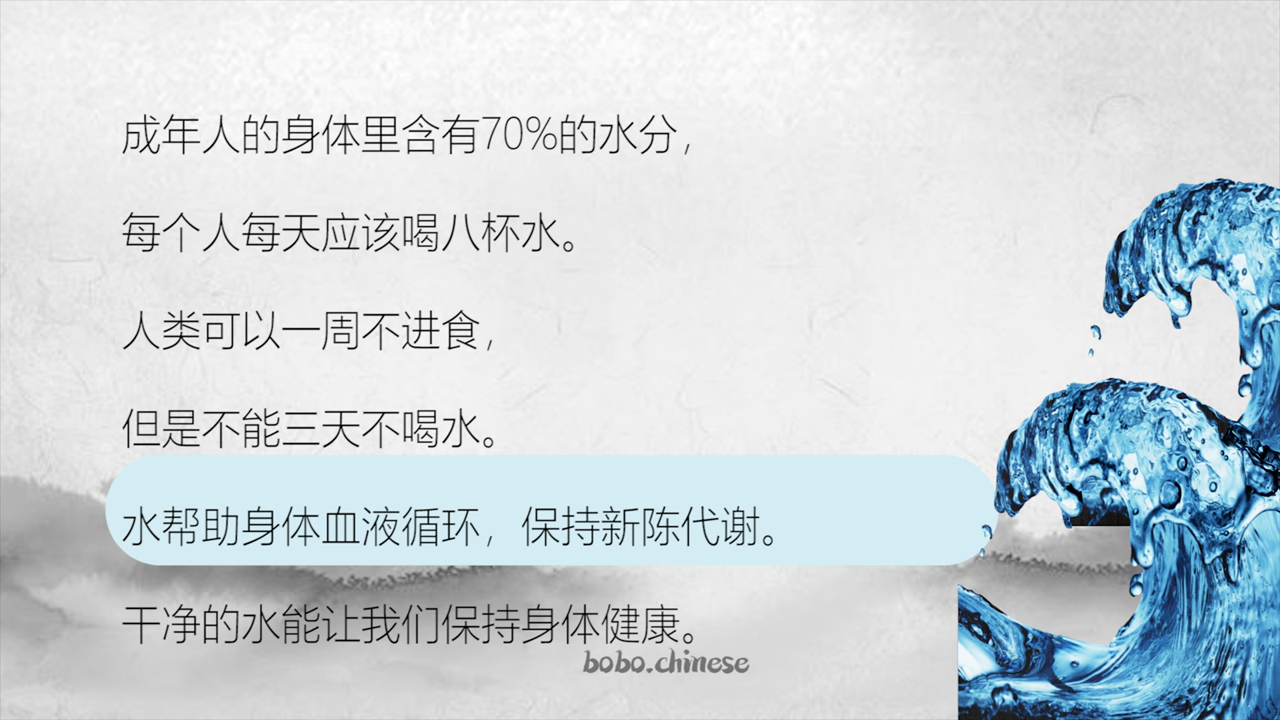 成年人的身体里含有70%的水分，
每个人每天应该喝八杯水。
人类可以一周不进食，
但是不能三天不喝水。
水帮助身体血液循环，保持新陈代谢。
干净的水能让我们保持身体健康。
bobo.chinese